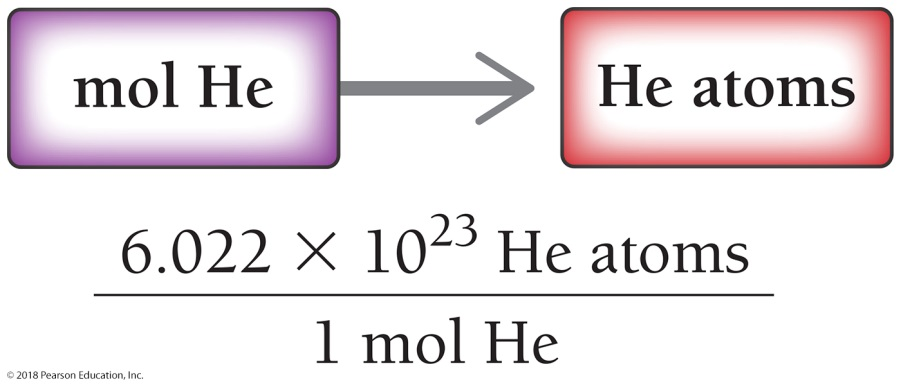 mol He
He atoms
6.022 × 10²³ He atoms
1 mol He
© 2018 Pearson Education, Inc.